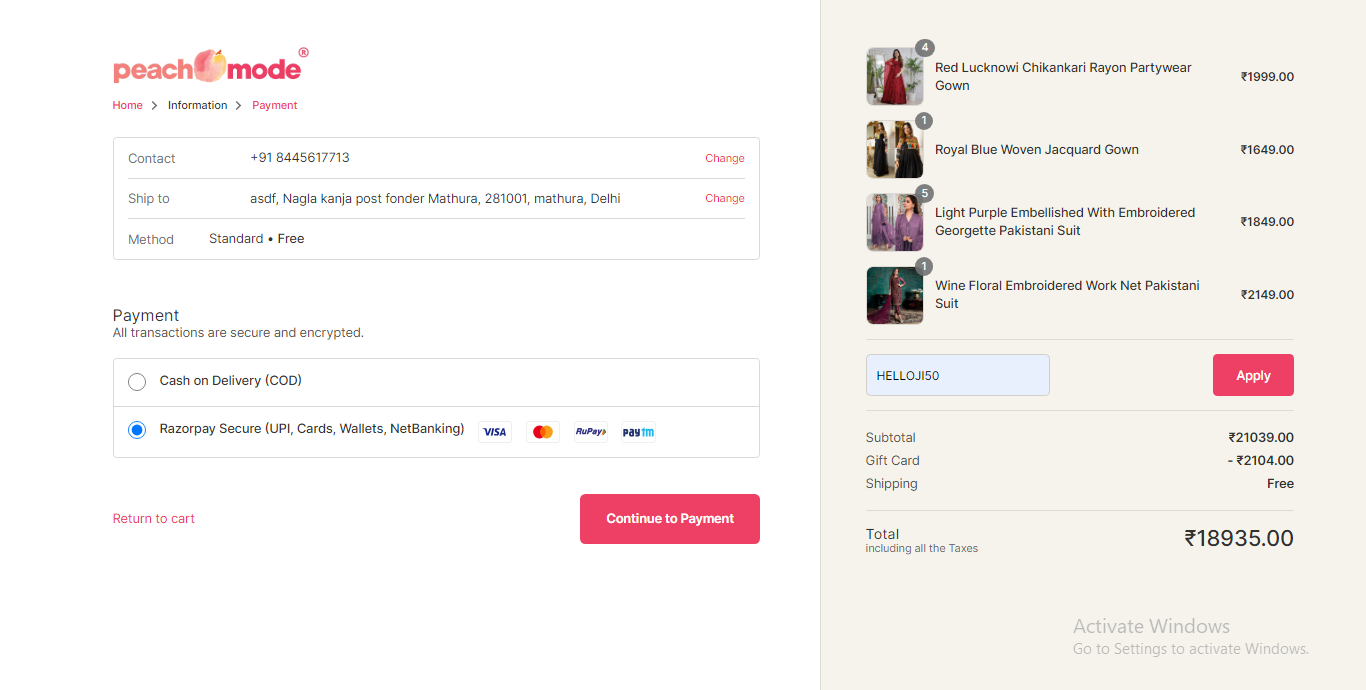 peachmode®
Home > Information > Payment
Contact +91 8445617713 Change
Ship to asdf, Nagla kanja post fonder Mathura, 281001, mathura, Delhi Change
Method Standard • Free
Payment
All transactions are secure and encrypted.
Cash on Delivery (COD)
Razorpay Secure (UPI, Cards, Wallets, NetBanking) VISA RuPay paytm
Return to cart Continue to Payment
4
Red Lucknowi Chikankari Rayon Partywear
Gown
₹1999.00
1
Royal Blue Woven Jacquard Gown ₹1649.00
5
Light Purple Embellished With Embroidered
Georgette Pakistani Suit
₹1849.00
1
Wine Floral Embroidered Work Net Pakistani
Suit
₹2149.00
HELLOJI50 Apply
Subtotal ₹21039.00
Gift Card - ₹2104.00
Shipping Free
Total ₹18935.00
including all the Taxes
Activate Windows
Go to Settings to activate Windows.